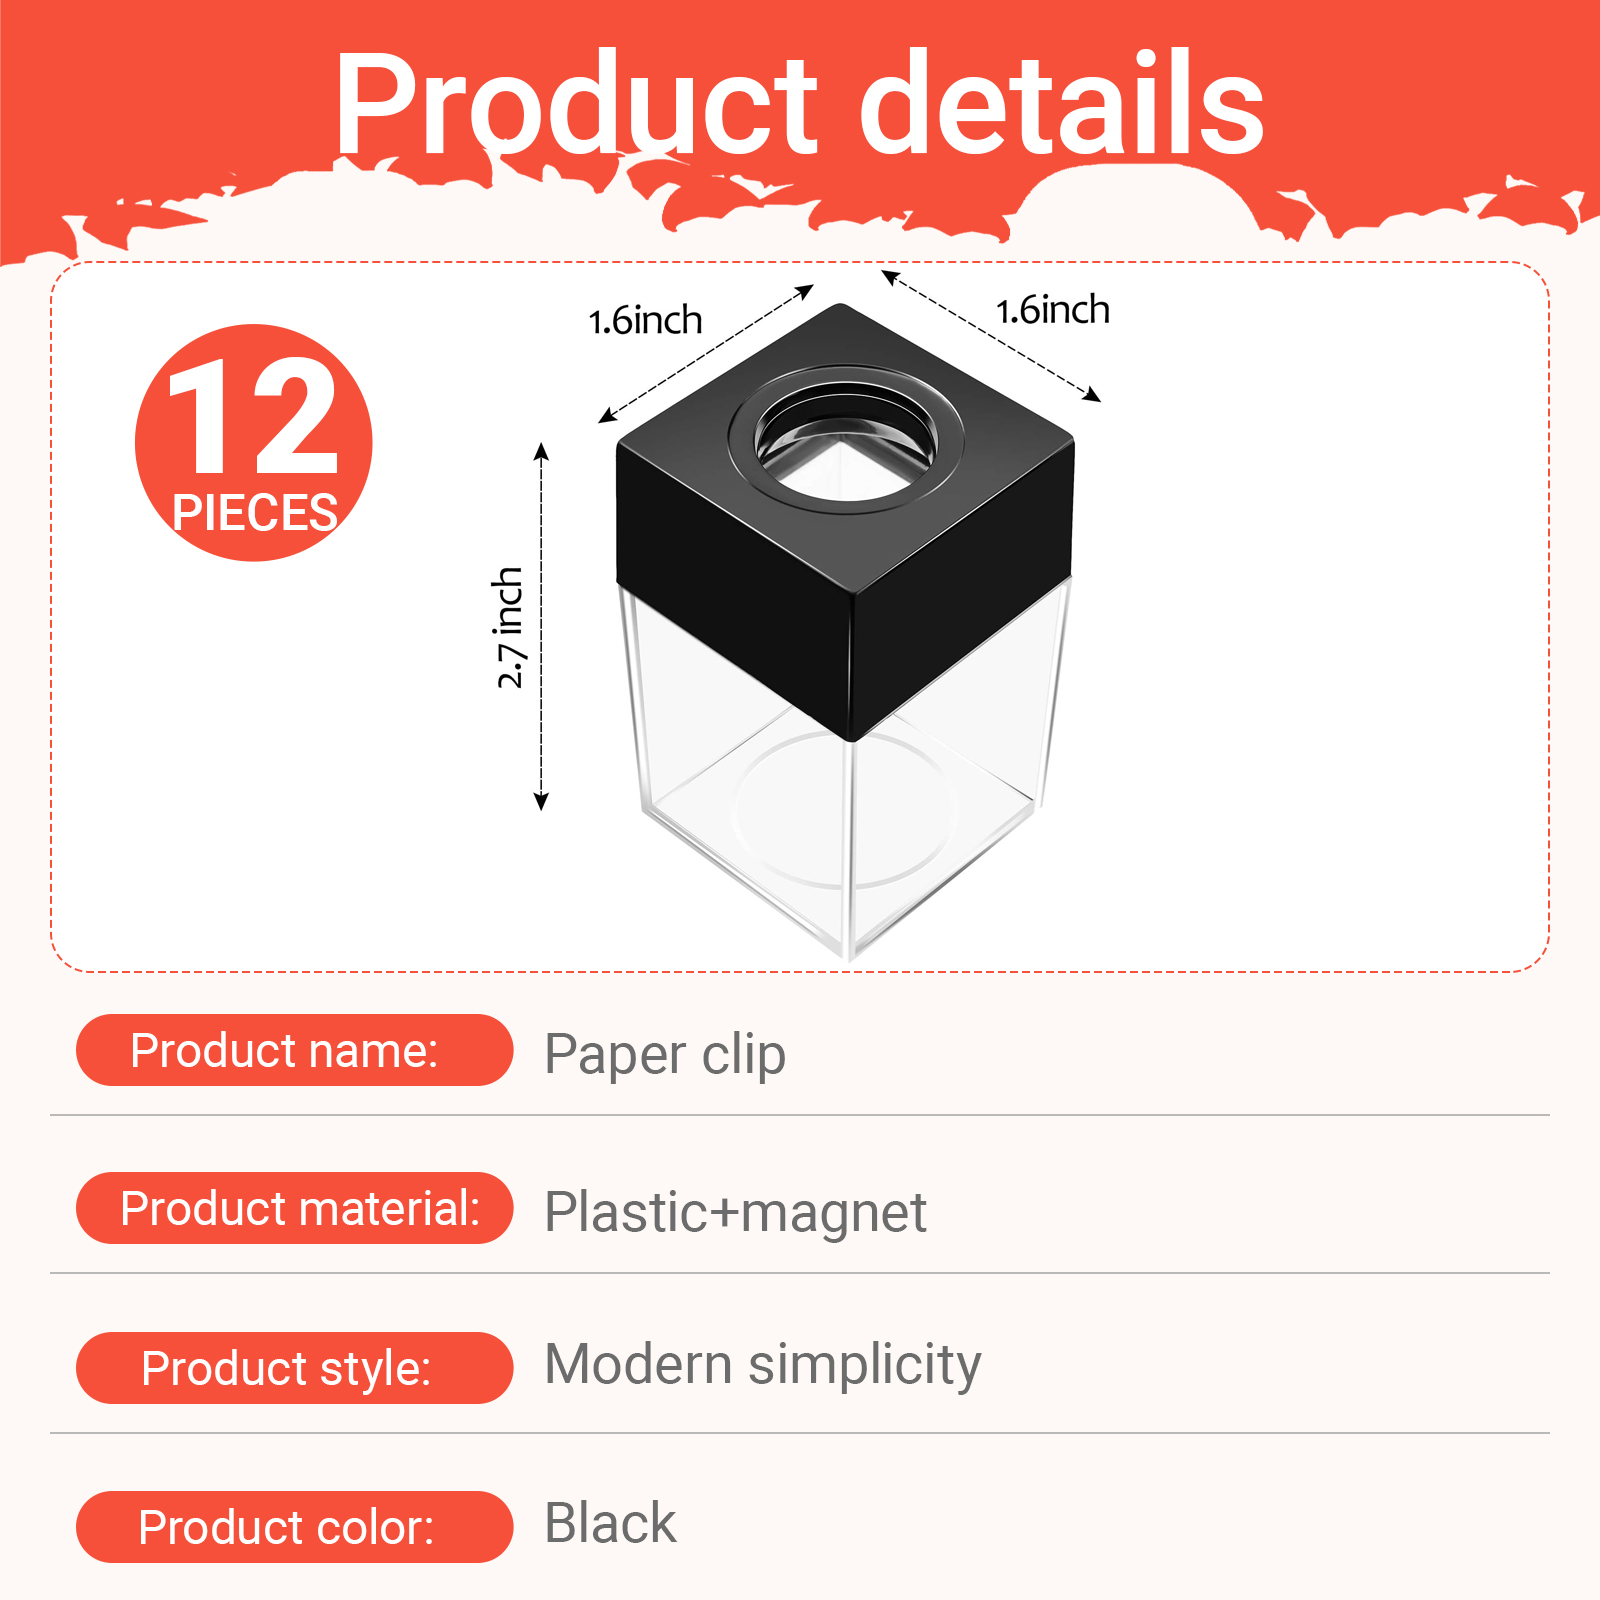 Product details
1.6inch
1.6inch
12
PIECES
2.7 inch
Product name:
Paper clip
Product material:
Plastic+magnet
Product style:
Modern simplicity
Product color:
Black